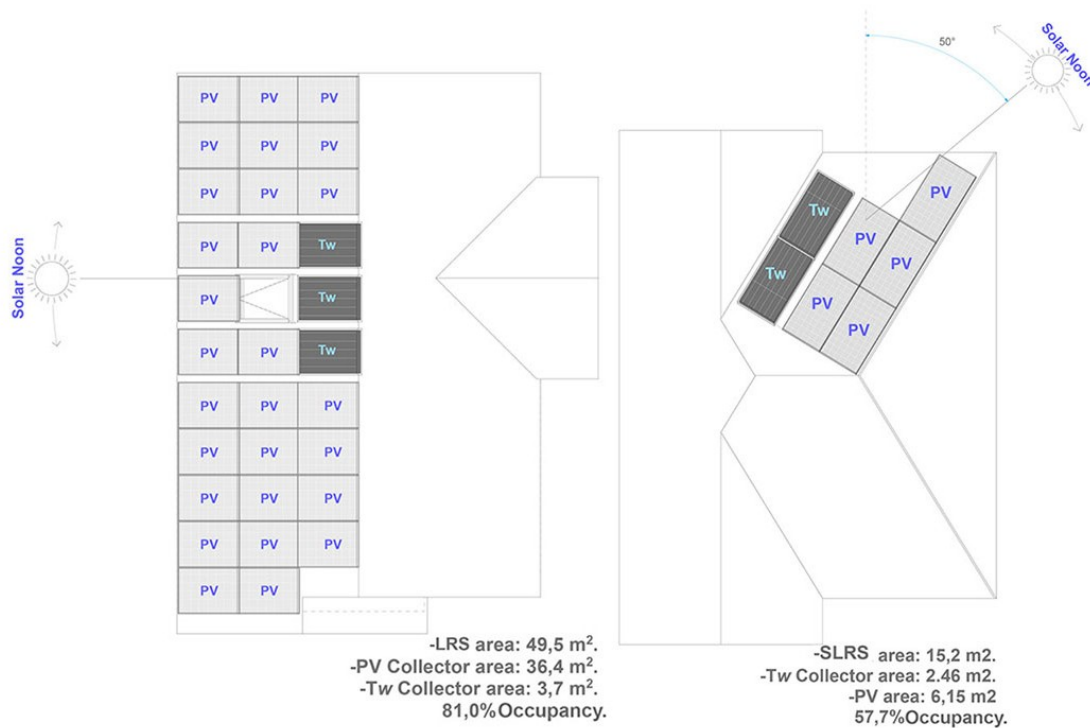 PV PV PV
PV PV PV
PV PV PV
PV PV Tw
PV Tw
PV PV Tw
PV PV PV
PV PV PV
PV PV PV
PV PV PV
PV PV
Solar Noon
-LRS area: 49,5 m².
-PV Collector area: 36,4 m².
-Tw Collector area: 3,7 m².
81,0%Occupancy.
50°
Solar Noon
Tw
Tw
PV
PV
PV
PV
PV
-SLRS area: 15,2 m2.
-Tw Collector area: 2.46 m2.
-PV area: 6,15 m2
57,7%Occupancy.